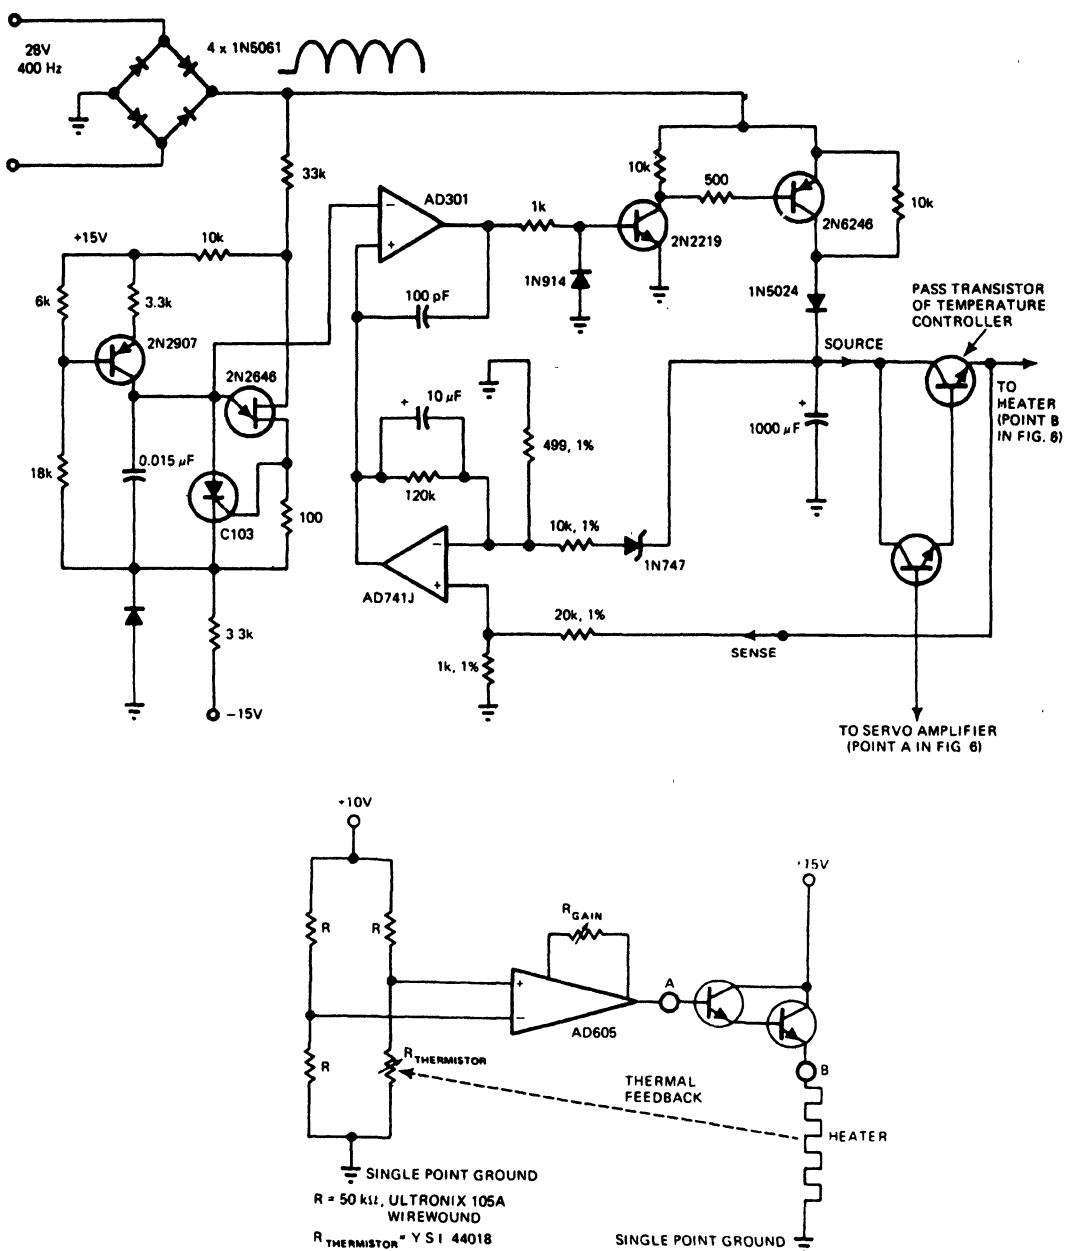 28V
400 Hz
4 x 1N5061
33k
+15V
10k
6k
3.3k
2N2907
2N2646
18k
0.015 µF
C103
100
3 3k
−15V
AD301
−
+
100 pF
1k
1N914
10k
500
2N2219
2N6246
10k
1N5024
PASS TRANSISTOR
OF TEMPERATURE
CONTROLLER
SOURCE
+
1000 µF
TO
HEATER
(POINT B
IN FIG. 6)
+
10 µF
120k
499, 1%
10k, 1%
1N747
−
+
AD741J
20k, 1%
1k, 1%
SENSE
TO SERVO AMPLIFIER
(POINT A IN FIG 6)
+10V
R
R
R
RTHERMISTOR
RGAIN
+
−
AD605
A
15V
B
THERMAL
FEEDBACK
HEATER
SINGLE POINT GROUND
R = 50 kΩ, ULTRONIX 105A
WIREWOUND
RTHERMISTOR = Y S I 44018
SINGLE POINT GROUND